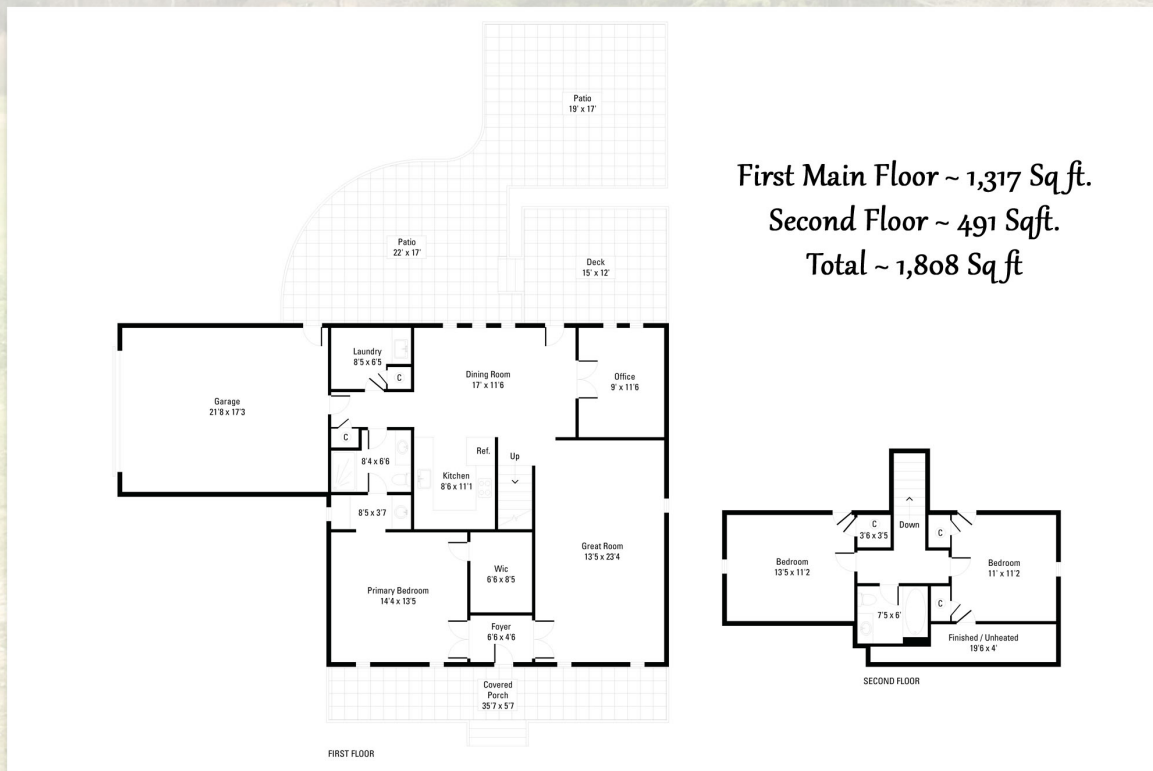 Patio
19' x 17'
First Main Floor ~ 1,317 Sq ft.
Second Floor ~ 491 Sqft.
Total ~ 1,808 Sq ft
Patio
22' x 17'
Deck
15' x 12'
Laundry
8'5 x 6'5
C
Dining Room
17' x 11'6
Office
9' x 11'6
Garage
21'8 x 17'3
C
8'4 x 6'6
Ref.
Up
Kitchen
8'6 x 11'1
8'5 x 3'7
Great Room
13'5 x 23'4
Wic
6'6 x 8'5
Primary Bedroom
14'4 x 13'5
Foyer
6'6 x 4'6
Covered
Porch
35'7 x 5'7
FIRST FLOOR
C
3'6 x 3'5
Down
C
Bedroom
13'5 x 11'2
Bedroom
11' x 11'2
C
7'5 x 6'
Finished / Unheated
19'6 x 4'
SECOND FLOOR